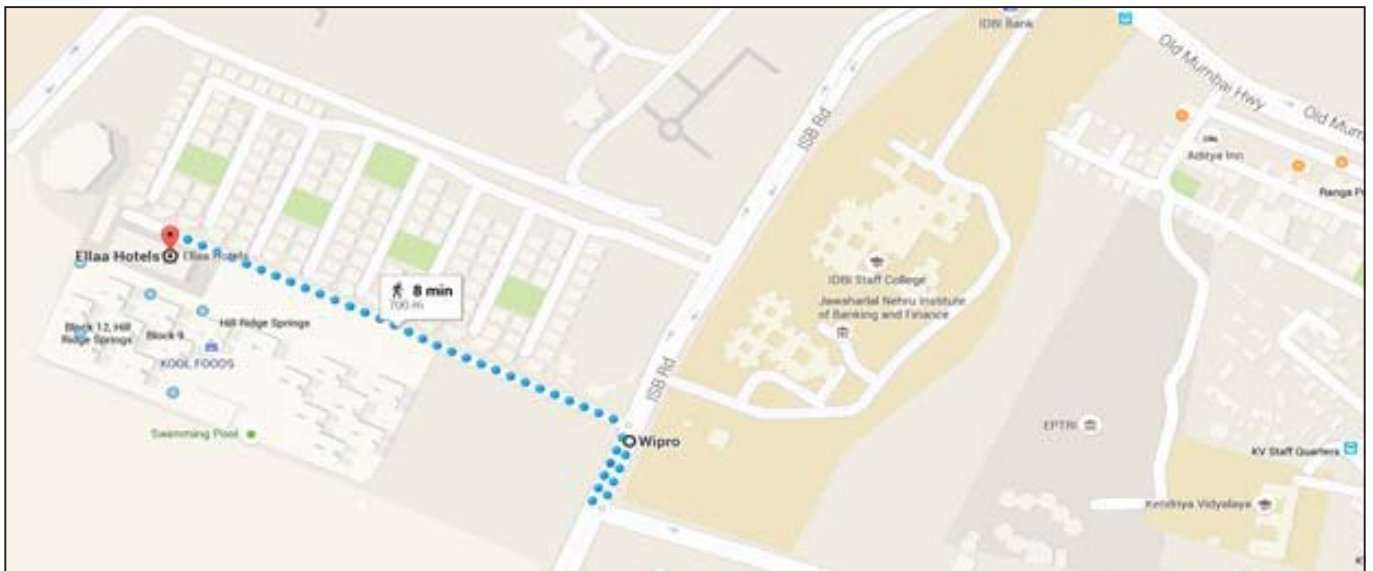 IDBI Bank
Old Mumbai Hwy
Old Mum
ISB Rd
Aditya Inn
Ranga P
Ellaa Hotels
Ellaa Hotels
8 min
700 m
IDBI Staff College
Jawaharlal Nehru Institute
of Banking and Finance
Block 12, Hill
Ridge Springs
Block 9
Hill Ridge Springs
KOOL FOODS
ISB Rd
Swimming Pool
Wipro
EPTRI
KV Staff Quarters
Kendriya Vidyalaya